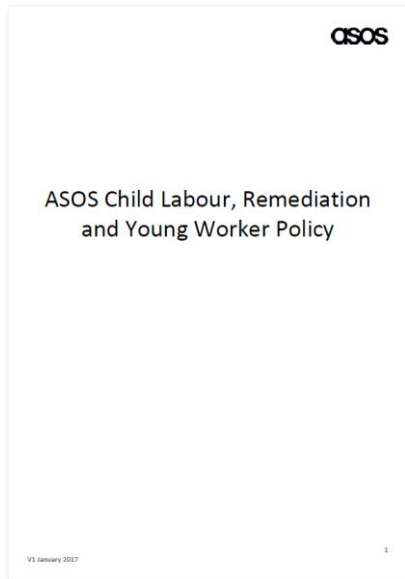 asos
ASOS Child Labour, Remediation
and Young Worker Policy
1
V1 January 2017